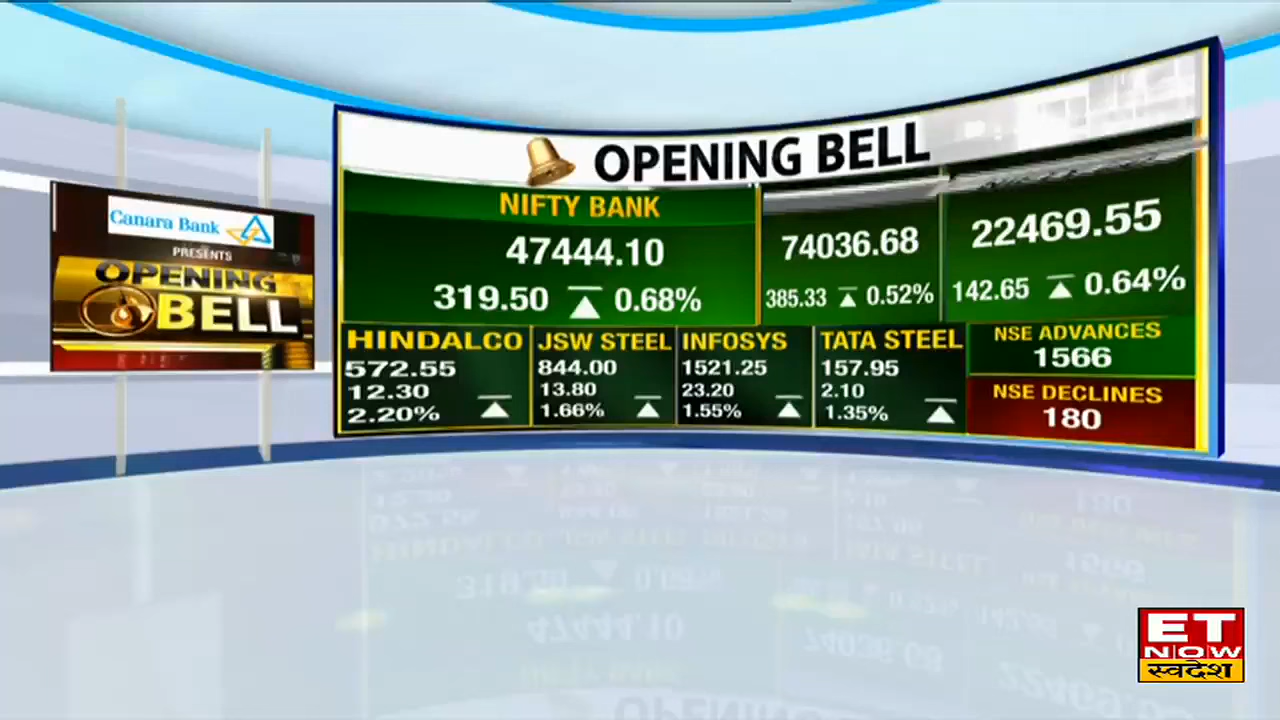 OPENING BELL
Canara Bank
PRESENTS
OPENING
BELL
NIFTY BANK
47444.10
319.50 0.68%
74036.68
385.33 0.52%
22469.55
142.65 0.64%
HINDALCO
572.55
12.30
2.20%
JSW STEEL
844.00
13.80
1.66%
INFOSYS
1521.25
23.20
1.55%
TATA STEEL
157.95
2.10
1.35%
NSE ADVANCES
1566
NSE DECLINES
180
ET
NOW
स्वदेश